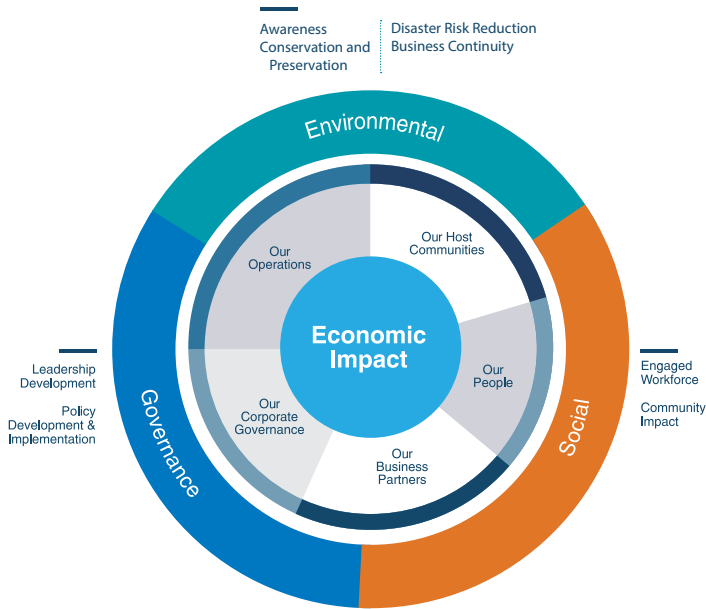 Awareness
Conservation and
Preservation
Disaster Risk Reduction
Business Continuity
Environmental
Our
Operations
Our Host
Communities
Economic
Impact
Our
People
Our
Corporate
Governance
Our
Business
Partners
Leadership
Development
Policy
Development &
Implementation
Governance
Social
Engaged
Workforce
Community
Impact